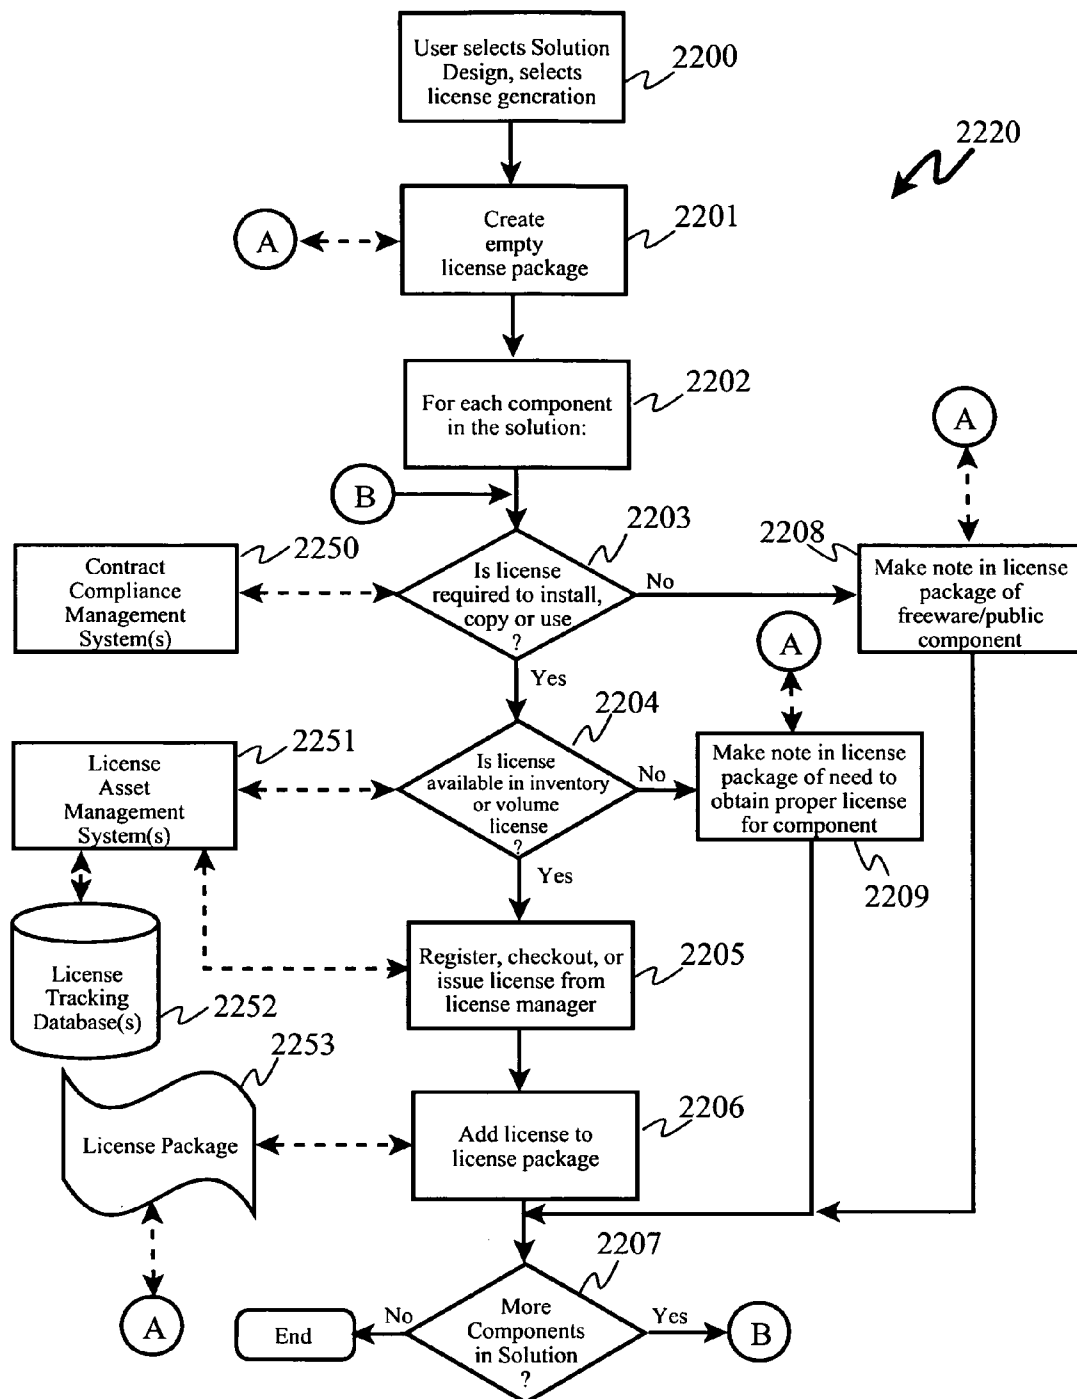 User selects Solution
Design, selects
license generation
2200
2220
Create
empty
license package
2201
A
For each component
in the solution:
2202
A
B
2203
Is license
required to install,
copy or use
?
No
Yes
2250
Contract
Compliance
Management
System(s)
2208
Make note in license
package of
freeware/public
component
A
2204
Is license
available in inventory
or volume
license
?
No
Yes
2251
License
Asset
Management
System(s)
Make note in license
package of need to
obtain proper license
for component
2209
License
Tracking
Database(s)
2252
Register, checkout, or
issue license from
license manager
2205
2253
License Package
Add license to
license package
2206
A
2207
More
Components
in Solution
?
No
Yes
End
B